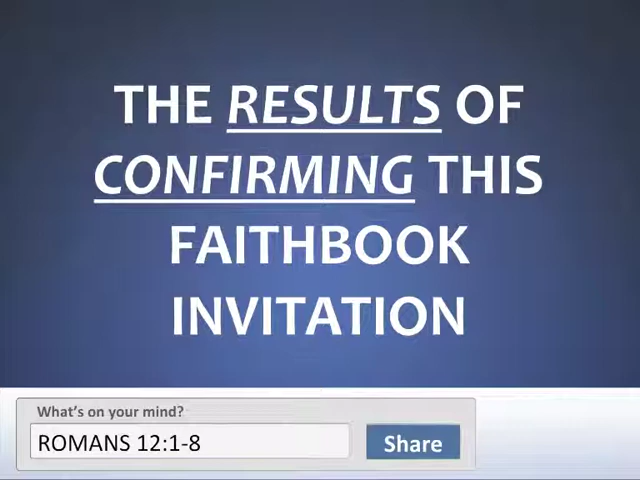 THE RESULTS OF
CONFIRMING THIS
FAITHBOOK
INVITATION
What's on your mind?
ROMANS 12:1-8
Share